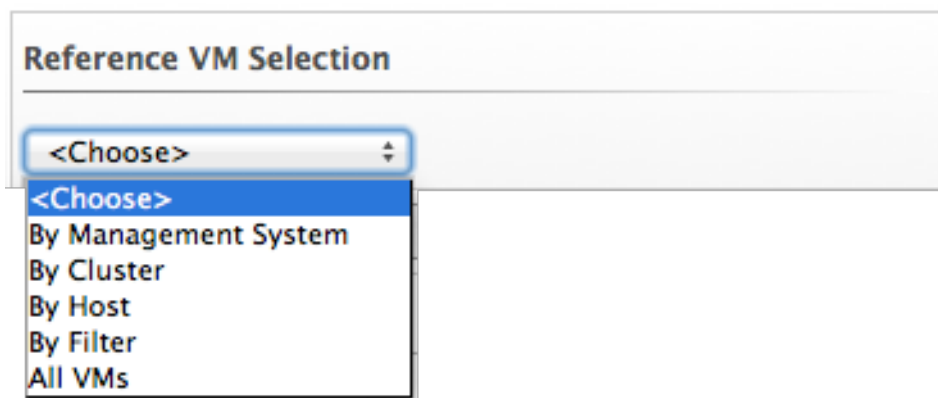 Reference VM Selection
<Choose>
<Choose>
By Management System
By Cluster
By Host
By Filter
All VMs